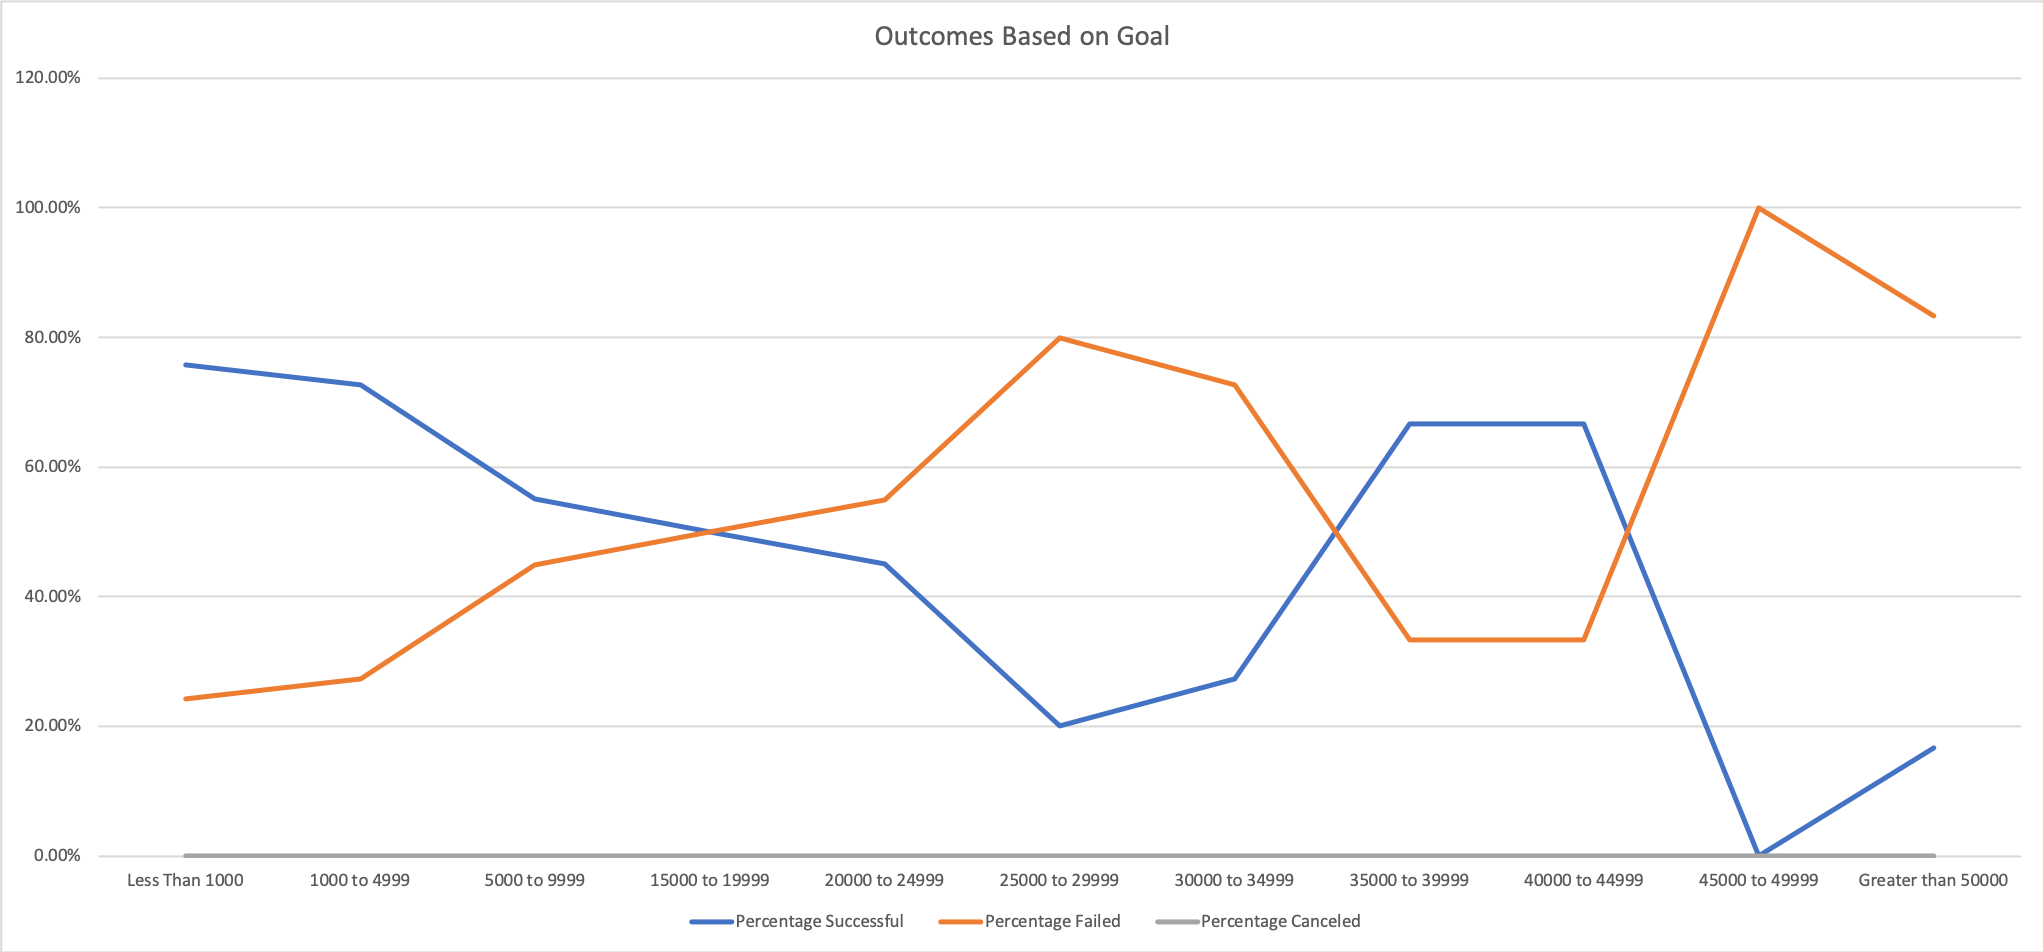 Outcomes Based on Goal
120.00%
100.00%
80.00%
60.00%
40.00%
20.00%
0.00%
Less Than 1000 1000 to 4999 5000 to 9999 15000 to 19999 20000 to 24999 25000 to 29999 30000 to 34999 35000 to 39999 40000 to 44999 45000 to 49999 Greater than 50000
Percentage Successful Percentage Failed Percentage Canceled